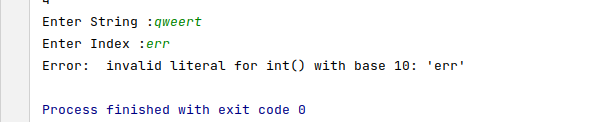 Enter String :qweert
Enter Index :err
Error:  invalid literal for int() with base 10: 'err'
Process finished with exit code 0